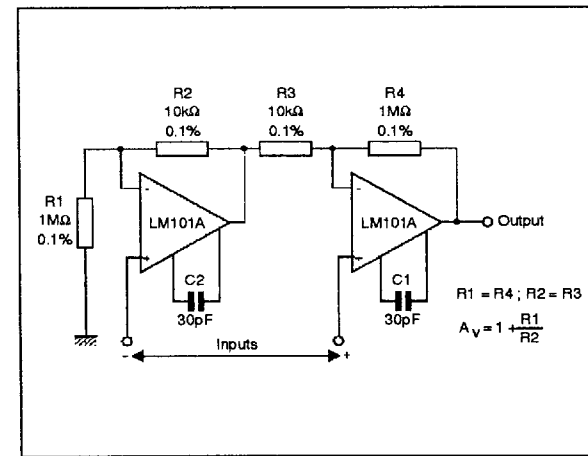 R2
10kΩ
0.1%
R3
10kΩ
0.1%
R4
1MΩ
0.1%
R1
1MΩ
0.1%
-
+
LM101A
-
+
LM101A
Output
C2
30pF
C1
30pF
R1 = R4 ; R2 = R3
A_V = 1 + R1/R2
- Inputs +